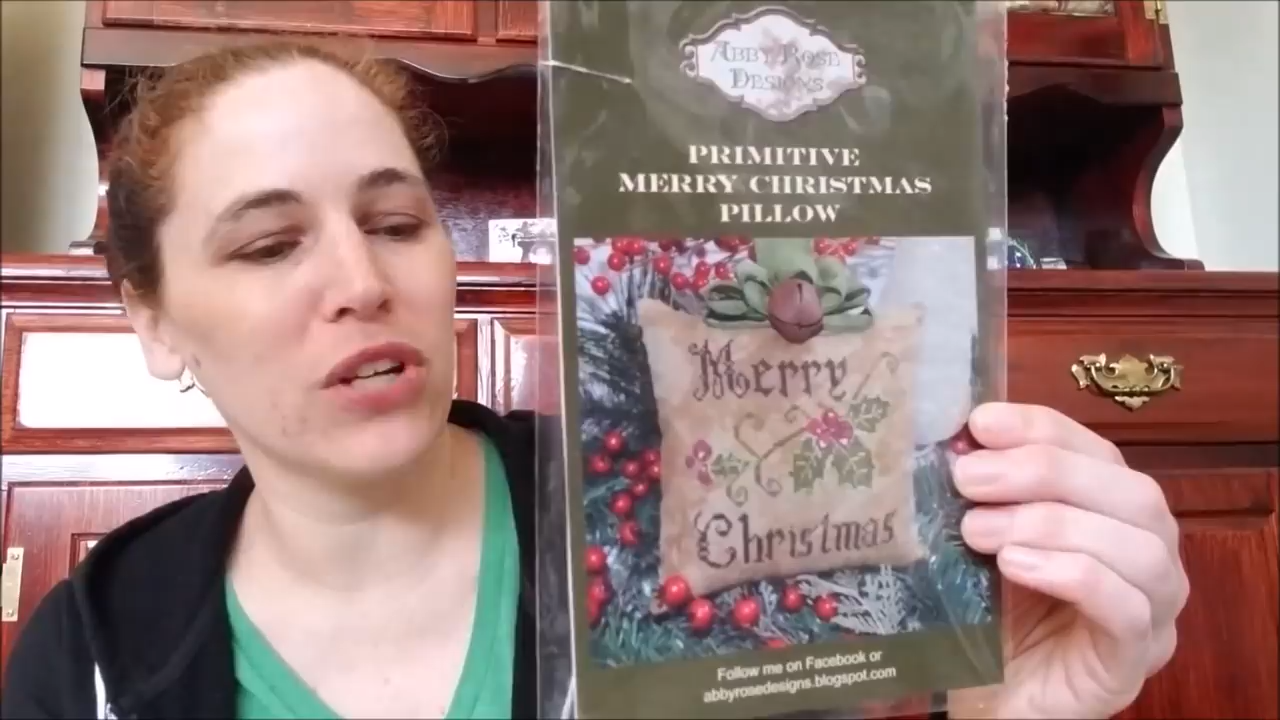 ABBY ROSE
DESIGNS
PRIMITIVE
MERRY CHRISTMAS
PILLOW
Merry
Christmas
Follow me on Facebook or
abbyrosedesigns.blogspot.com